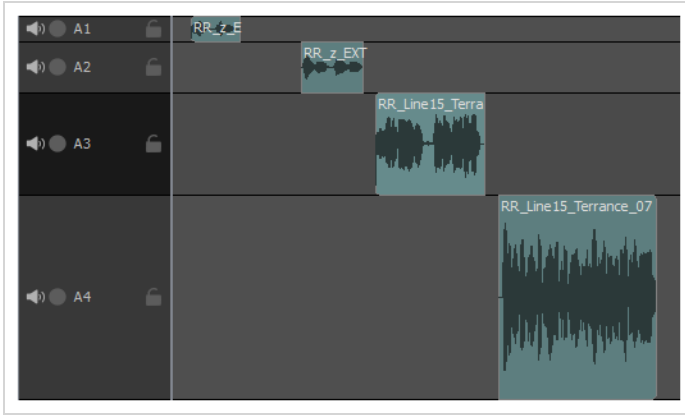 A1
RR_z_E
A2
RR_z_EXT
A3
RR_Line15_Terra
A4
RR_Line15_Terrance_07